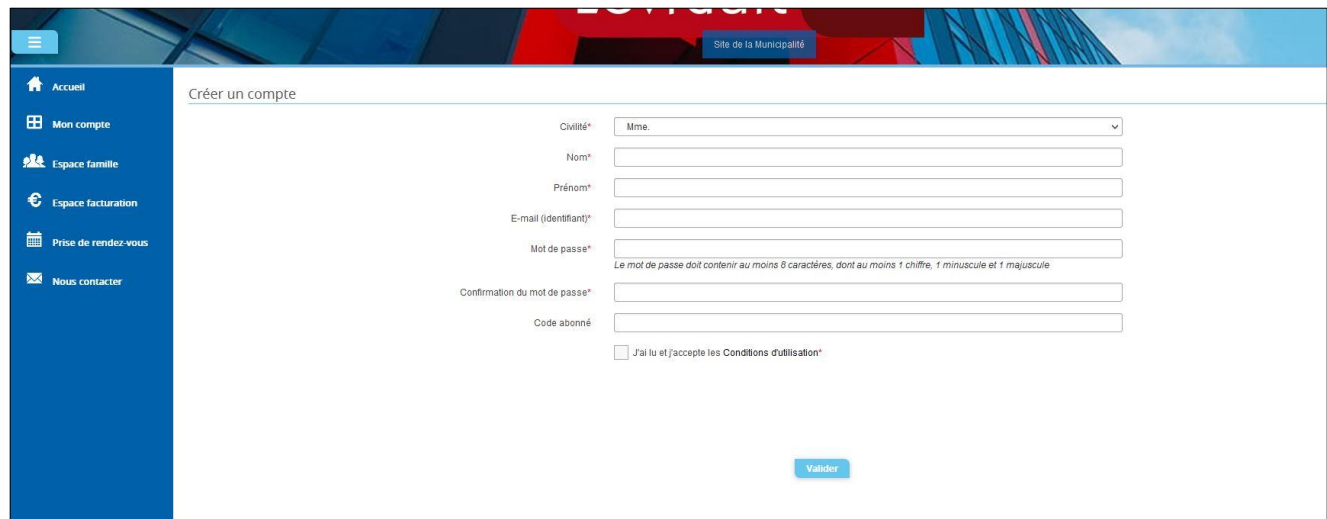 Site de la Municipalité
Accueil
Mon compte
Espace famille
Espace facturation
Prise de rendez-vous
Nous contacter
Créer un compte
Civilité*
Mme.
Nom*
Prénom*
E-mail (identifiant)*
Mot de passe*
Le mot de passe doit contenir au moins 8 caractères, dont au moins 1 chiffre, 1 minuscule et 1 majuscule
Confirmation du mot de passe*
Code abonné
J'ai lu et j'accepte les Conditions d'utilisation*
Valider